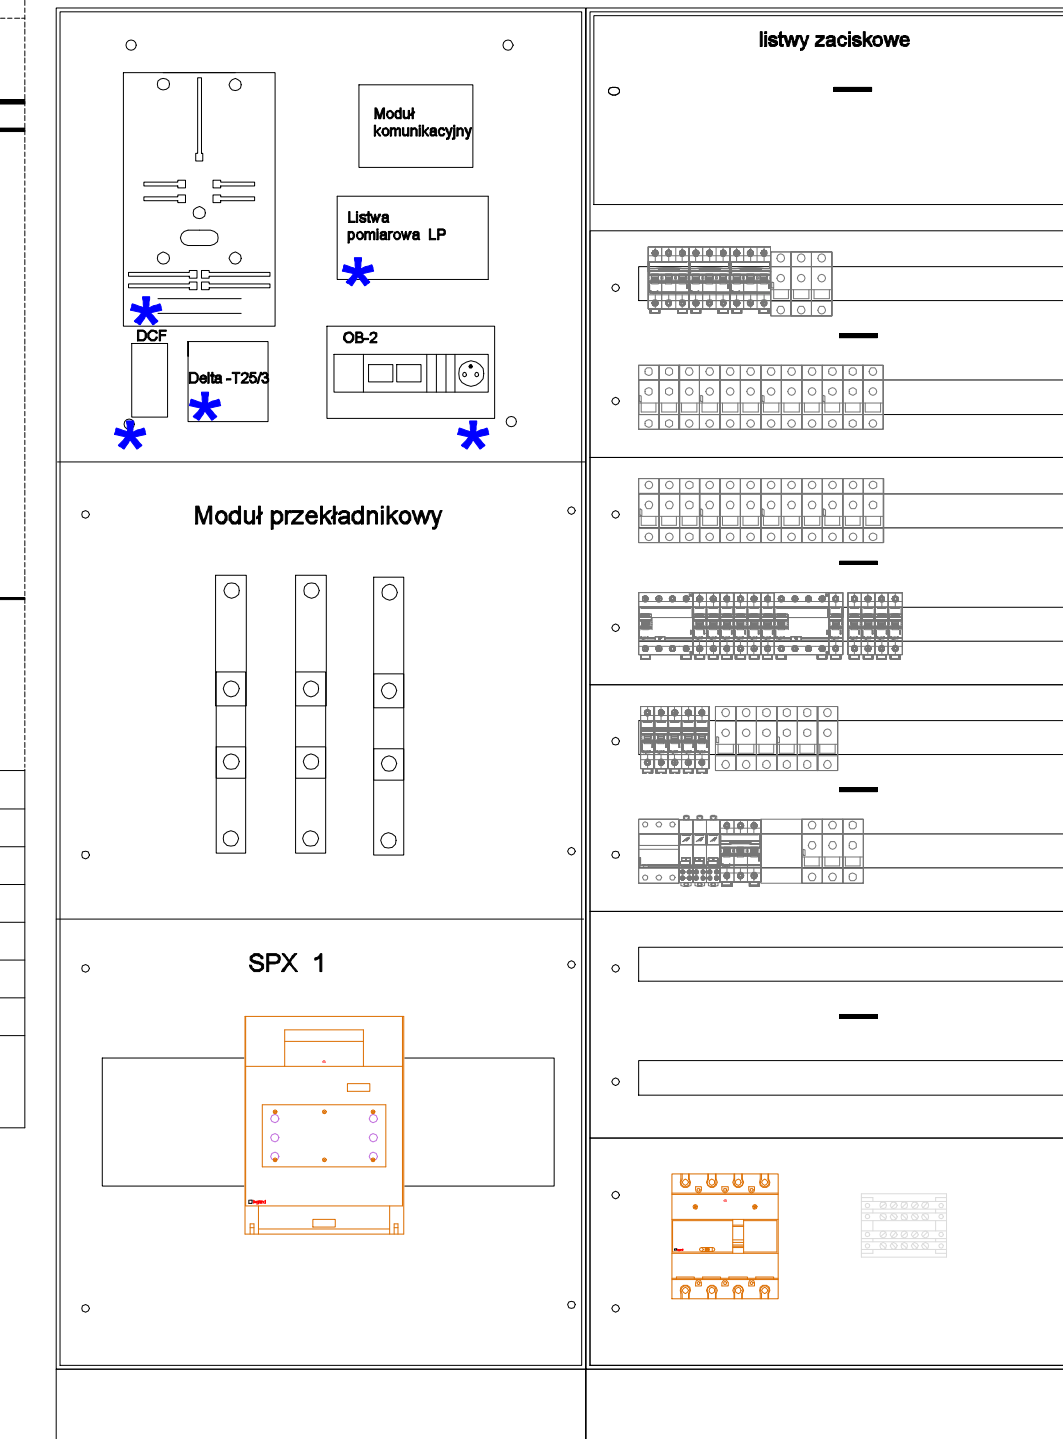 listwy zaciskowe
Moduł
komunikacyjny
Listwa
pomiarowa LP
DCF
OB-2
Delta -T25/3
Moduł przekładnikowy
SPX 1